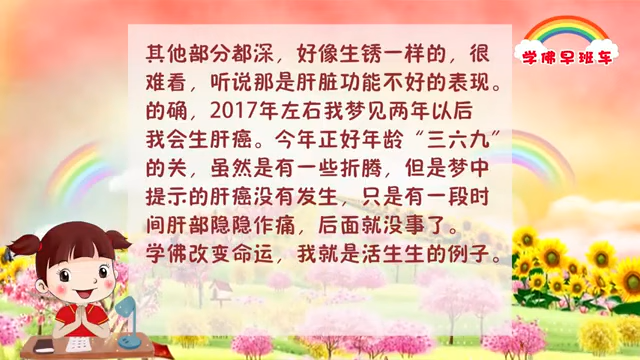 学佛早班车
其他部分都深，好像生锈一样的，很
难看，听说那是肝脏功能不好的表现。
的确，2017年左右我梦见两年以后
我会生肝癌。今年正好年龄“三六九”
的关，虽然是有一些折腾，但是梦中
提示的肝癌没有发生，只是有一段时
间肝部隐隐作痛，后面就没事了。
学佛改变命运，我就是活生生的例子。